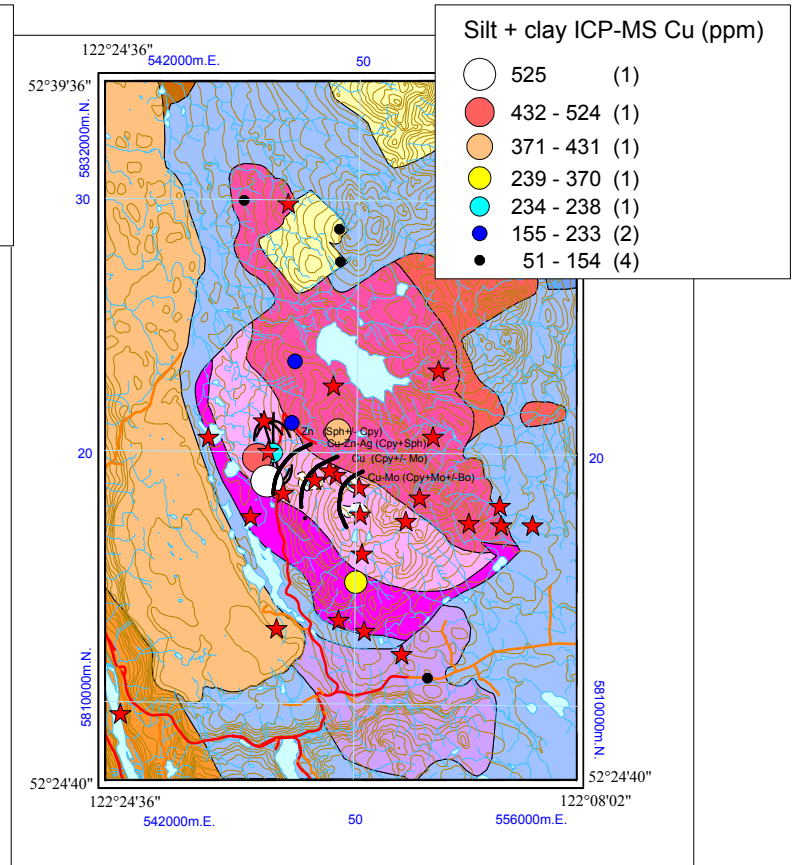 Silt + clay ICP-MS Cu (ppm)
525 (1)
432 - 524 (1)
371 - 431 (1)
239 - 370 (1)
234 - 238 (1)
155 - 233 (2)
51 - 154 (4)
122°24'36"
542000m.E.
50
52°39'36"
5832000m.N.
30
20
20
Zn (Sph+/- Cpy)
Cu-Zn-Ag (Cpy+Sph)
Cu (Cpy+/- Mo)
Cu-Mo (Cpy+Mo+/-Bo)
5810000m.N.
5810000m.N.
52°24'40"
52°24'40"
122°24'36"
122°08'02"
542000m.E.
50
556000m.E.